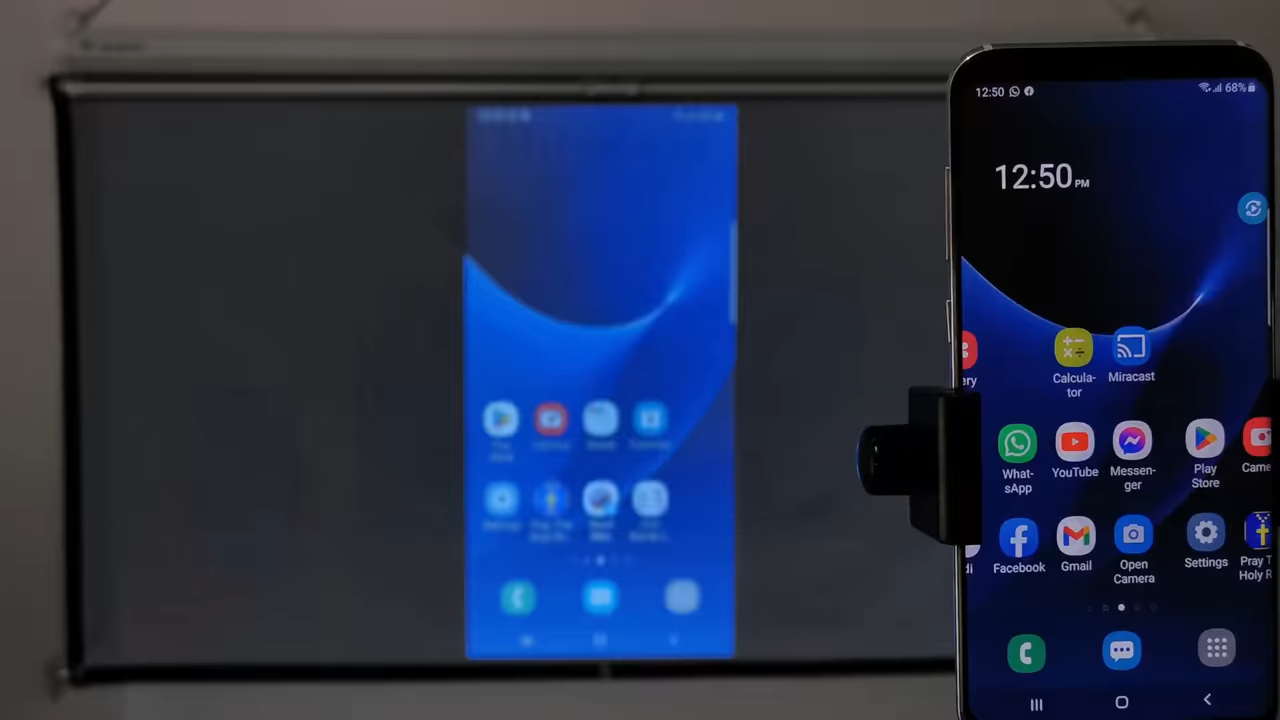 12:50
68%
12:50 PM
ery
Calcula-
tor
Miracast
What-
sApp
YouTube
Messen-
ger
Play
Store
Came
di
Facebook
Gmail
Open
Camera
Settings
Pray T
Holy R